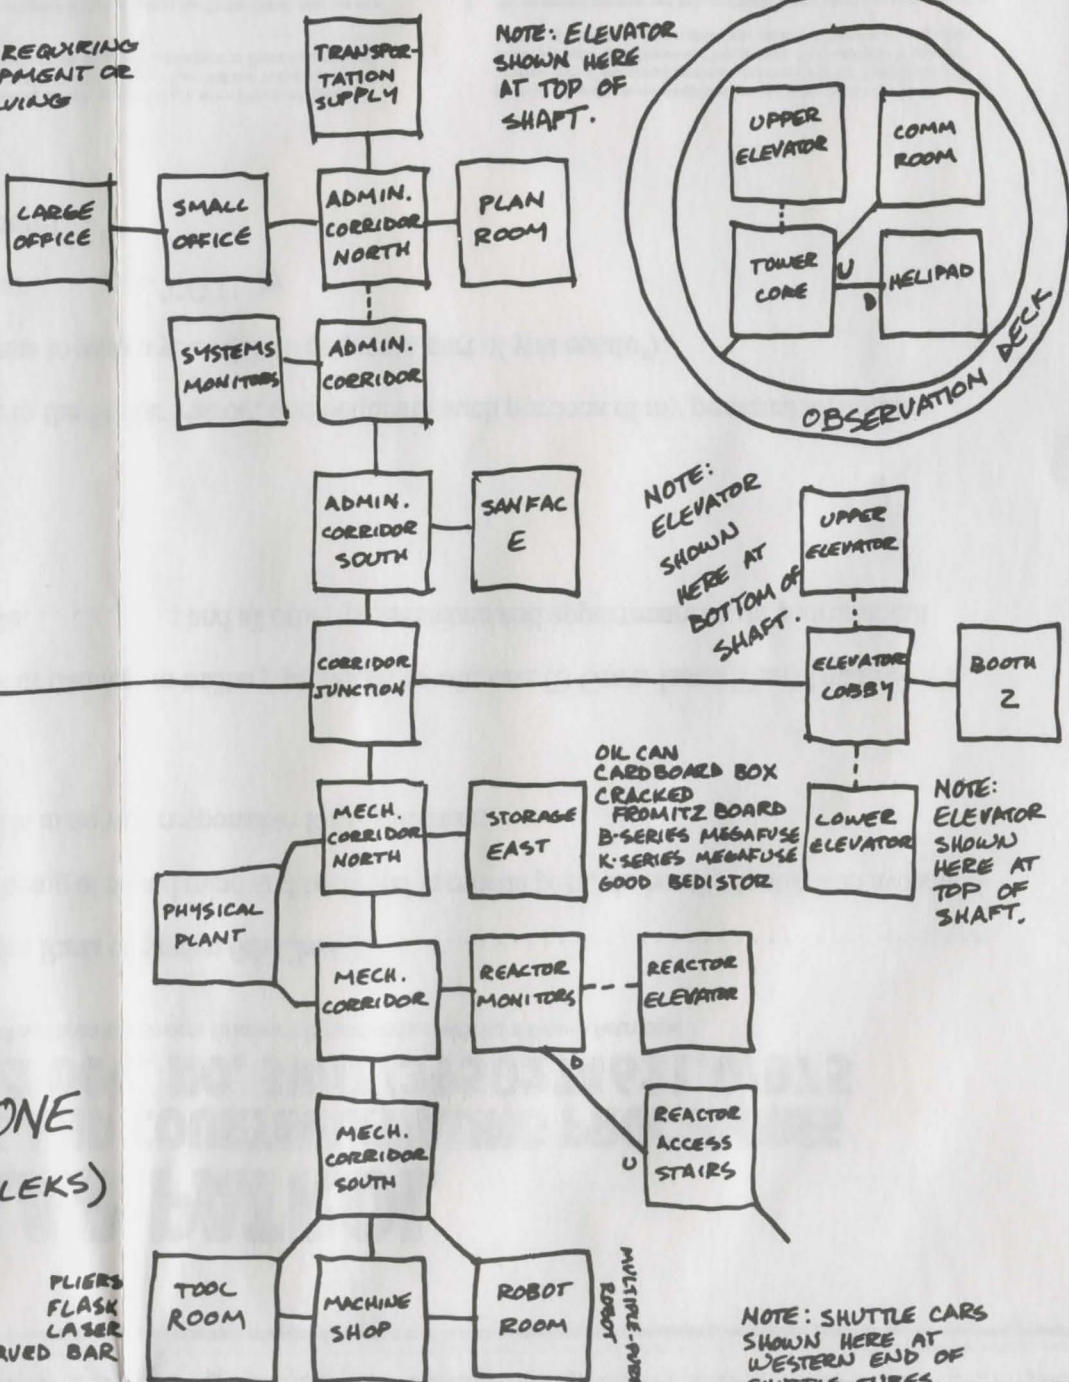 REQUIRING
PMENT OR
LVING
TRANSPOR-
TATION
SUPPLY
NOTE: ELEVATOR
SHOWN HERE
AT TOP OF
SHAFT.
UPPER
ELEVATOR
COMM
ROOM
TOWER
CORE
U
D
HELIPAD
OBSERVATION DECK
LARGE
OFFICE
SMALL
OFFICE
ADMIN.
CORRIDOR
NORTH
PLAN
ROOM
SYSTEMS
MONITORS
ADMIN.
CORRIDOR
ADMIN.
CORRIDOR
SOUTH
SANFAC
E
NOTE:
ELEVATOR
SHOWN
HERE AT
BOTTOM OF
SHAFT.
UPPER
ELEVATOR
CORRIDOR
JUNCTION
ELEVATOR
LOBBY
BOOTH
2
MECH.
CORRIDOR
NORTH
STORAGE
EAST
OIL CAN
CARDBOARD BOX
CRACKED
FROMITZ BOARD
B-SERIES MEGAFUSE
K-SERIES MEGAFUSE
GOOD BEDISTOR
LOWER
ELEVATOR
NOTE:
ELEVATOR
SHOWN
HERE AT
TOP OF
SHAFT.
PHYSICAL
PLANT
MECH.
CORRIDOR
REACTOR
MONITORS
REACTOR
ELEVATOR
D
U
REACTOR
ACCESS
STAIRS
ONE
LEKS)
MECH.
CORRIDOR
SOUTH
PLIERS
FLASK
LASER
RVED BAR
TOOL
ROOM
MACHINE
SHOP
ROBOT
ROOM
MULTIPLE-PURP
ROBOT
NOTE: SHUTTLE CARS
SHOWN HERE AT
WESTERN END OF
SHUTTLE TUBES